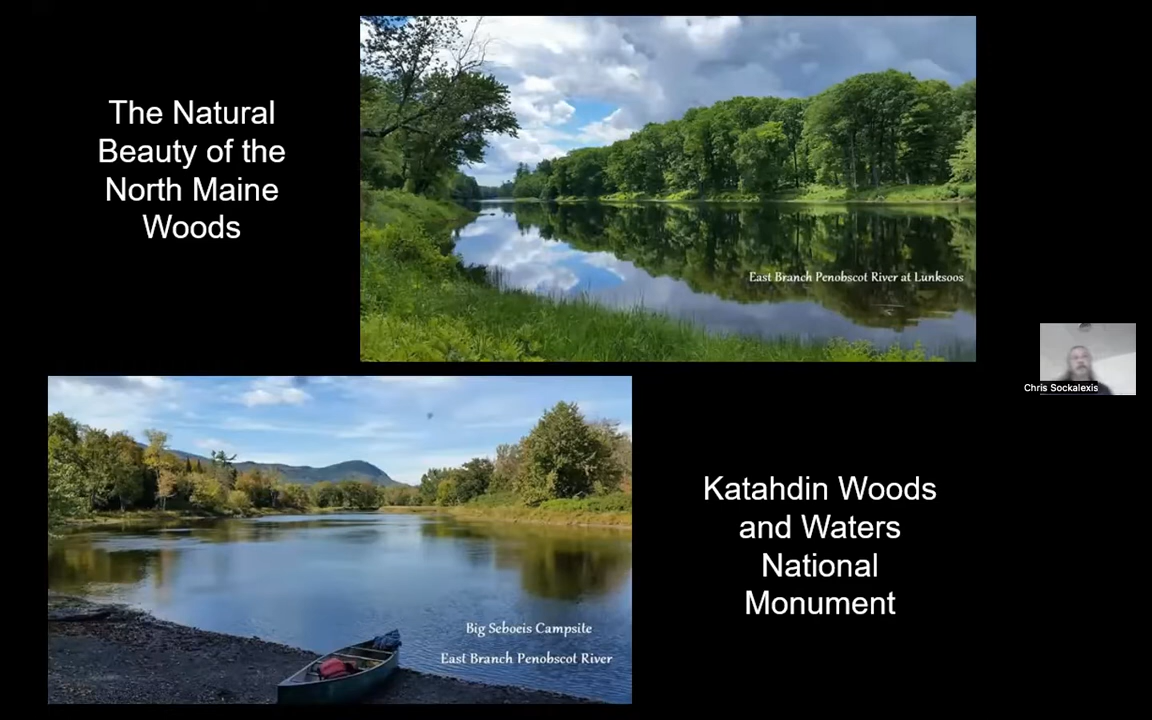 The Natural
Beauty of the
North Maine
Woods
East Branch Penobscot River at Lunksoos
Chris Sockalexis
Big Seboeis Campsite
East Branch Penobscot River
Katahdin Woods
and Waters
National
Monument